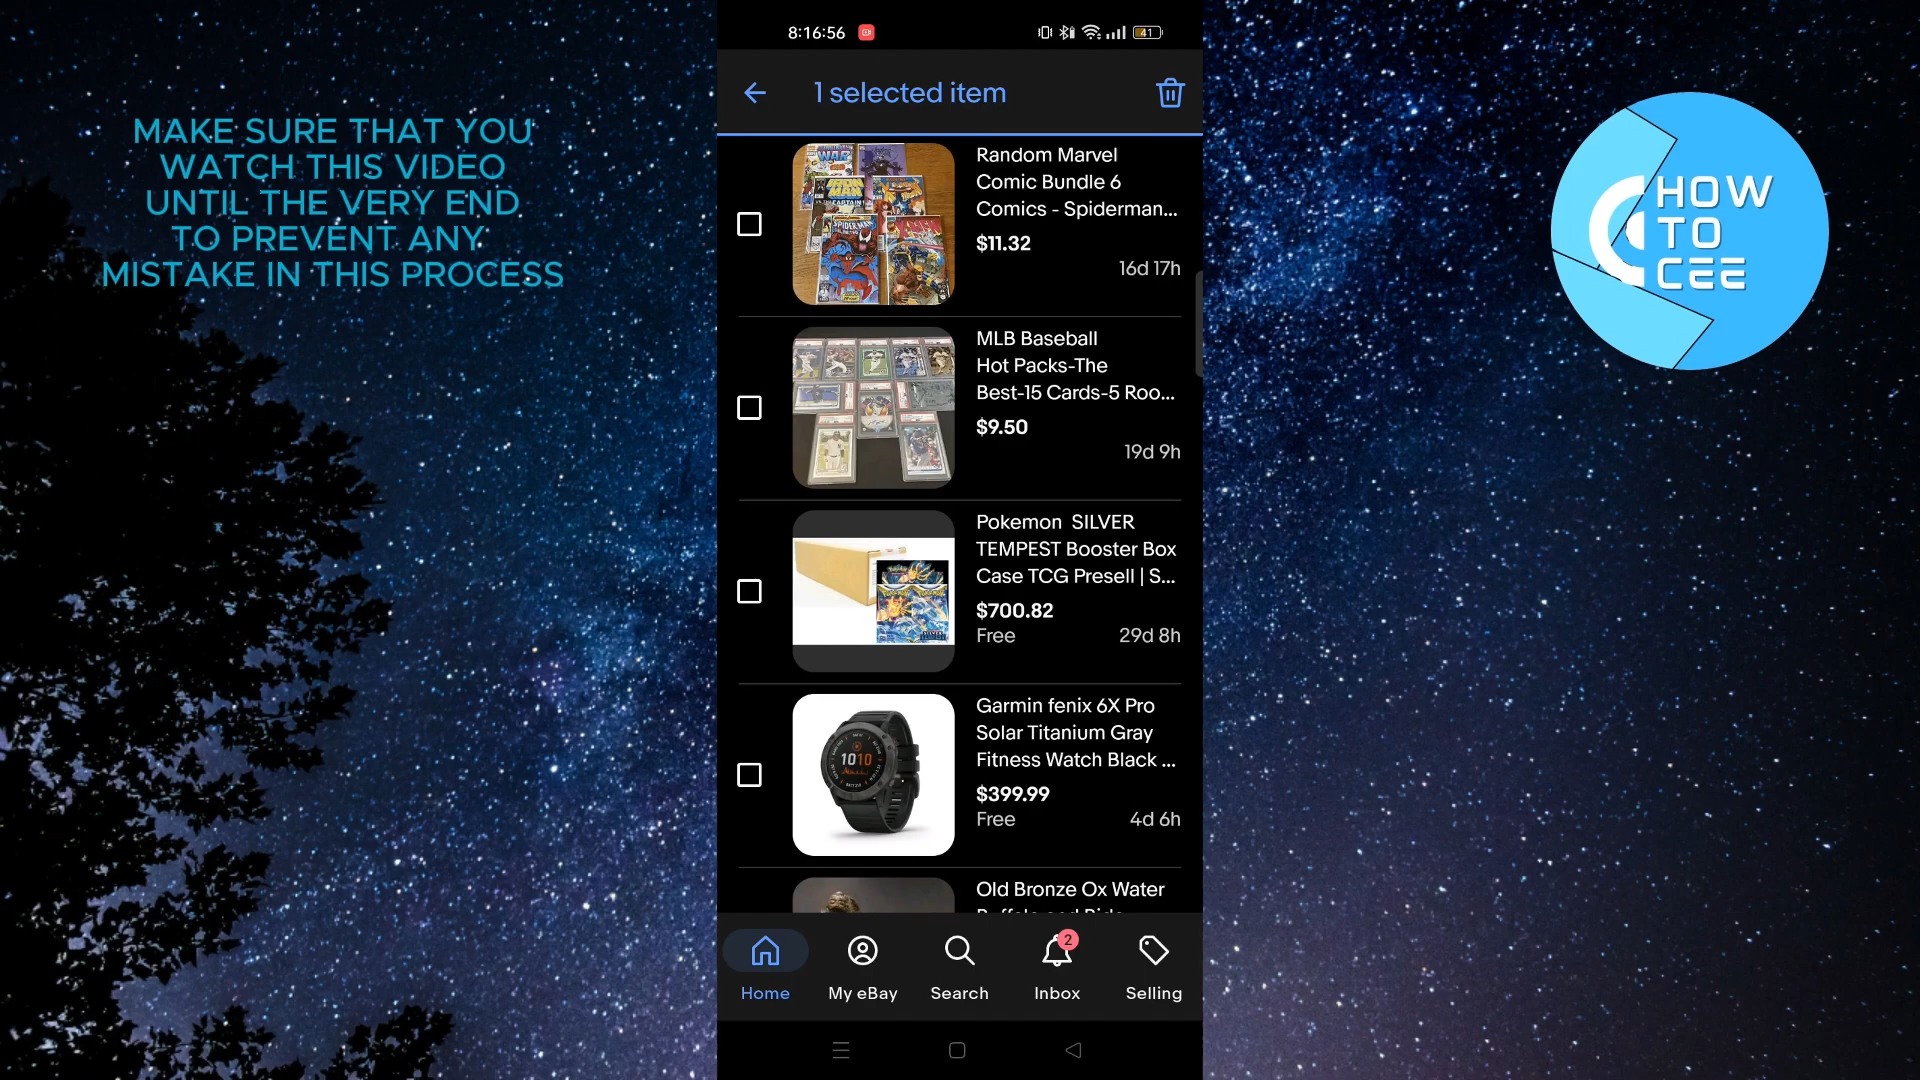 MAKE SURE THAT YOU
WATCH THIS VIDEO
UNTIL THE VERY END
TO PREVENT ANY
MISTAKE IN THIS PROCESS
8:16:56
41
1 selected item
Random Marvel
Comic Bundle 6
Comics - Spiderman...
$11.32
16d 17h
MLB Baseball
Hot Packs-The
Best-15 Cards-5 Roo...
$9.50
19d 9h
Pokemon SILVER
TEMPEST Booster Box
Case TCG Presell | S...
$700.82
Free
29d 8h
Garmin fenix 6X Pro
Solar Titanium Gray
Fitness Watch Black ...
$399.99
Free
4d 6h
1010
Old Bronze Ox Water
Home
My eBay
Search
2
Inbox
Selling
HOW
TO
CEE